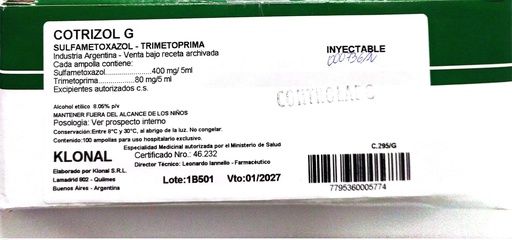 COTRIZOL G
SULFAMETOXAZOL - TRIMETOPRIMA
Industria Argentina - Venta bajo receta archivada
Cada ampolla contiene:
Sulfametoxazol....................400 mg/ 5ml
Trimetoprima....................80 mg/5 ml
Excipientes autorizados c.s.
INYECTABLE
CONTROLADO
Alcohol etílico 8.05% p/v
MANTENER FUERA DEL ALCANCE DE LOS NIÑOS
Posología: Ver prospecto interno
Conservación: Entre 8°C y 30°C, al abrigo de la luz. No congelar.
Contenido: 100 ampollas para uso hospitalario exclusivo.
Especialidad Medicinal autorizada por el Ministerio de Salud
KLONAL
Certificado Nro.: 46.232
Director Técnico: Leonardo Iannello - Farmacéutico
Elaborado por Klonal S.R.L.
Lamadrid 802 - Quilmes
Buenos Aires - Argentina
Lote:1B501 Vto:01/2027
C.295/G
7795360005774